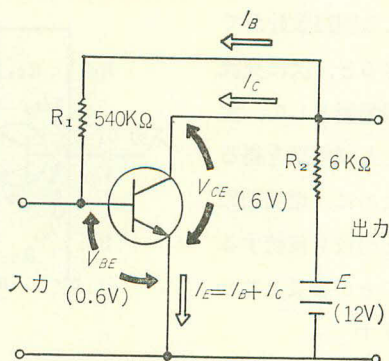 I_B
I_C
R₁ 540KΩ
R₂ 6KΩ
V_CE
(6V)
V_BE
入力
(0.6V)
I_E=I_B+I_C
E
(12V)
出力